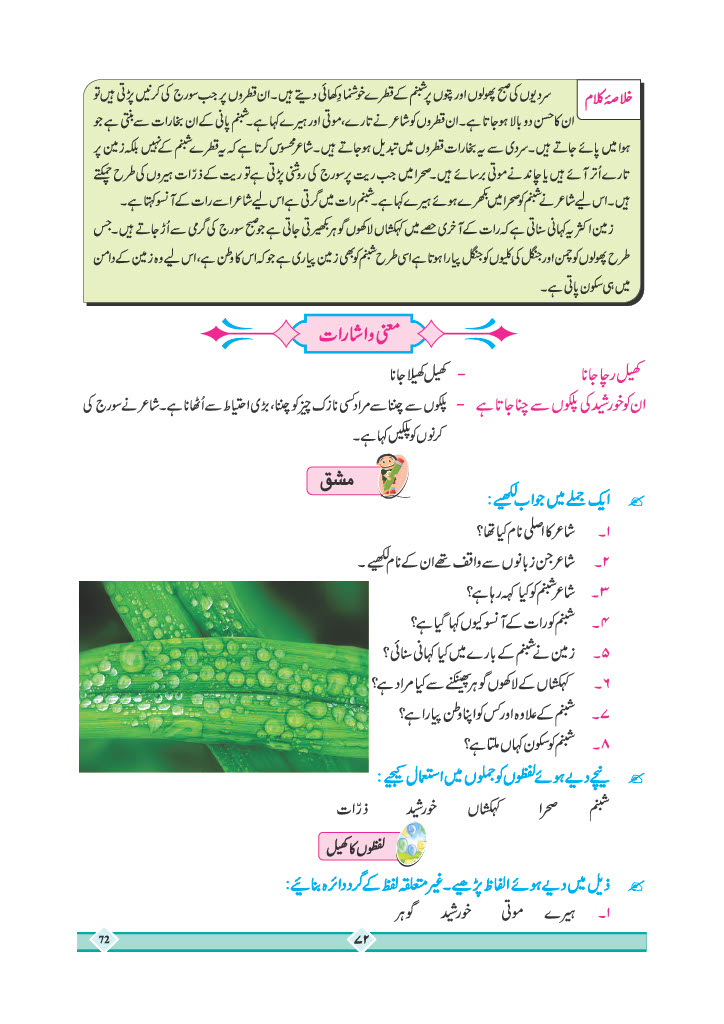 خلاصۂ کلام
سردیوں کی صبح پھولوں اور پتوں پر شبنم کے قطرے خوشنما دِکھائی دیتے ہیں۔ ان قطروں پر جب سورج کی کرنیں پڑتی ہیں تو
ان کا حسن دو بالا ہوجاتا ہے۔ ان قطروں کو شاعر نے تارے، موتی اور ہیرے کہا ہے۔ شبنم پانی کے ان بخارات سے بنتی ہے جو
ہوا میں پائے جاتے ہیں۔ سردی سے یہ بخارات قطروں میں تبدیل ہوجاتے ہیں۔ شاعر محسوس کرتا ہے کہ یہ قطرے شبنم کے نہیں بلکہ زمین پر
تارے اُتر آئے ہیں یا چاند نے موتی برسائے ہیں۔ صحرا میں جب ریت پر سورج کی روشنی پڑتی ہے تو ریت کے ذرّات ہیروں کی طرح چمکتے
ہیں۔ اس لیے شاعر نے شبنم کو صحرا میں بکھرے ہوئے ہیرے کہا ہے۔ شبنم رات میں گرتی ہے اس لیے شاعر اسے رات کے آنسو کہتا ہے۔
زمین اکثر یہ کہانی سناتی ہے کہ رات کے آخری حصے میں کہکشاں لاکھوں گوہر بکھیرتی جاتی ہے جو صبح سورج کی گرمی سے اُڑ جاتے ہیں۔ جس
طرح پھولوں کو چمن اور جنگل کی کلیوں کو جنگل پیارا ہوتا ہے اسی طرح شبنم کو بھی زمین پیاری ہے جو کہ اس کا وطن ہے، اس لیے وہ زمین کے دامن
میں ہی سکون پاتی ہے۔
معنی و اشارات
کھیل رچا جانا – کھیل کھیلا جانا
ان کو خورشید کی پلکوں سے چنا جاتا ہے – پلکوں سے چننا سے مراد کسی نازک چیز کو چننا، بڑی احتیاط سے اُٹھانا ہے۔ شاعر نے سورج کی
کرنوں کو پلکیں کہا ہے۔
مشق
ایک جملے میں جواب لکھیے :
۱۔ شاعر کا اصلی نام کیا تھا؟
۲۔ شاعر جن زبانوں سے واقف تھے ان کے نام لکھیے۔
۳۔ شاعر شبنم کو کیا کہہ رہا ہے؟
۴۔ شبنم کو رات کے آنسو کیوں کہا گیا ہے؟
۵۔ زمین نے شبنم کے بارے میں کیا کہانی سنائی؟
۶۔ کہکشاں کے لاکھوں گوہر پھینکنے سے کیا مراد ہے؟
۷۔ شبنم کے علاوہ اور کس کو اپنا وطن پیارا ہے؟
۸۔ شبنم کو سکون کہاں ملتا ہے؟
نیچے دیے ہوئے لفظوں کو جملوں میں استعمال کیجیے :
شبنم صحرا کہکشاں خورشید ذرّات
لفظوں کا کھیل
ذیل میں دیے ہوئے الفاظ پڑھیے۔ غیر متعلقہ لفظ کے گرد دائرہ بنائیے :
۱۔ ہیرے موتی خورشید گوہر
72 ۷۲